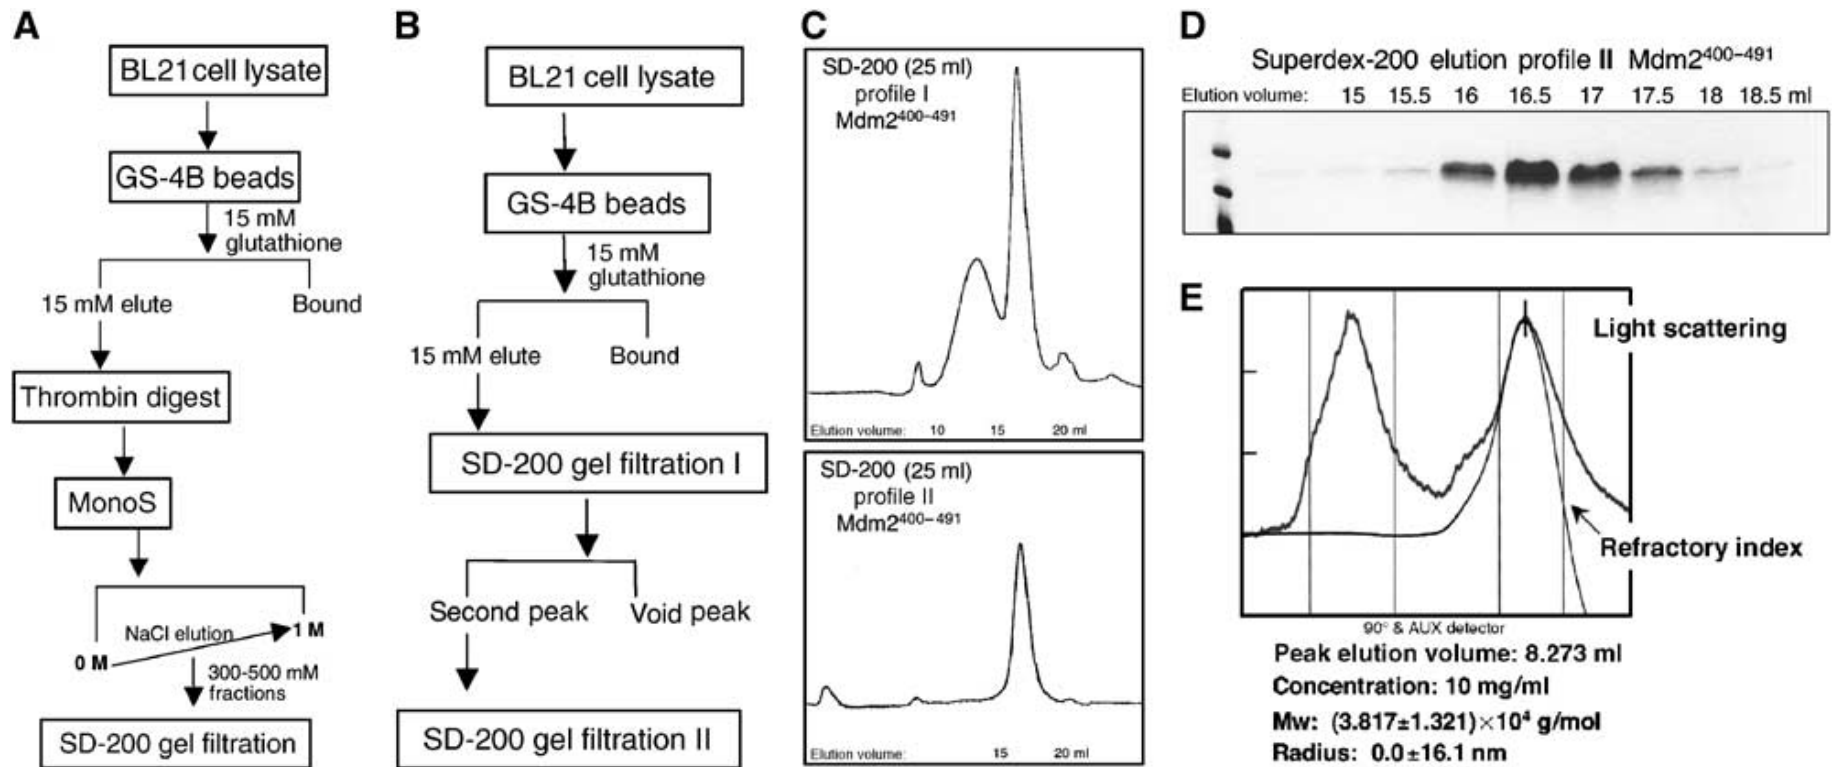 A
BL21 cell lysate
GS-4B beads
15 mM
glutathione
15 mM elute
Bound
Thrombin digest
MonoS
NaCl elution
0 M
1 M
300-500 mM
fractions
SD-200 gel filtration
B
BL21 cell lysate
GS-4B beads
15 mM
glutathione
15 mM elute
Bound
SD-200 gel filtration I
Second peak
Void peak
SD-200 gel filtration II
C
SD-200 (25 ml)
profile I
Mdm2⁴⁰⁰⁻⁴⁹¹
Elution volume: 10 15 20 ml
SD-200 (25 ml)
profile II
Mdm2⁴⁰⁰⁻⁴⁹¹
Elution volume: 15 20 ml
D
Superdex-200 elution profile II Mdm2⁴⁰⁰⁻⁴⁹¹
Elution volume: 15 15.5 16 16.5 17 17.5 18 18.5 ml
E
Light scattering
Refractory index
90° & AUX detector
Peak elution volume: 8.273 ml
Concentration: 10 mg/ml
Mw: (3.817±1.321)×10⁴ g/mol
Radius: 0.0±16.1 nm